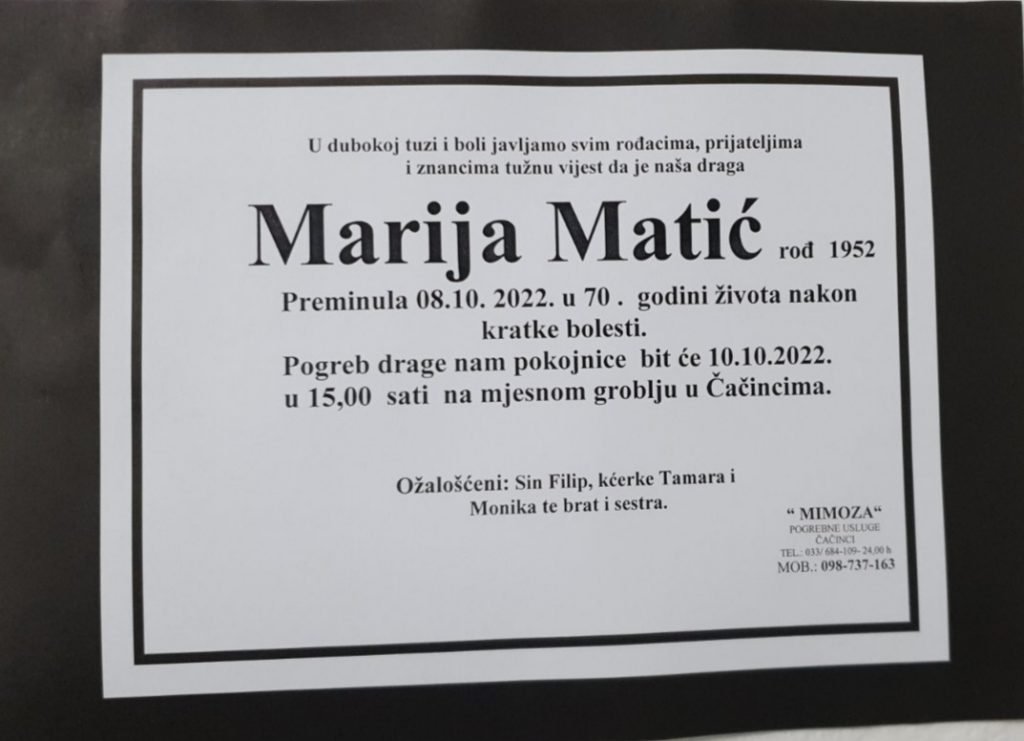 U dubokoj tuzi i boli javljamo svim rođacima, prijateljima
i znancima tužnu vijest da je naša draga
Marija Matić rođ 1952
Preminula 08.10. 2022. u 70 . godini života nakon
kratke bolesti.
Pogreb drage nam pokojnice bit će 10.10.2022.
u 15,00 sati na mjesnom groblju u Čačincima.
Ožalošćeni: Sin Filip, kćerke Tamara i
Monika te brat i sestra.
“ MIMOZA“
POGREBNE USLUGE
ČAČINCI
TEL.: 033/ 684-109- 24,00 h
MOB.: 098-737-163